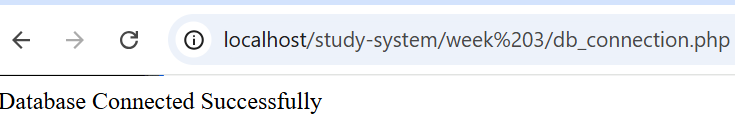 localhost/study-system/week%203/db_connection.php
Database Connected Successfully